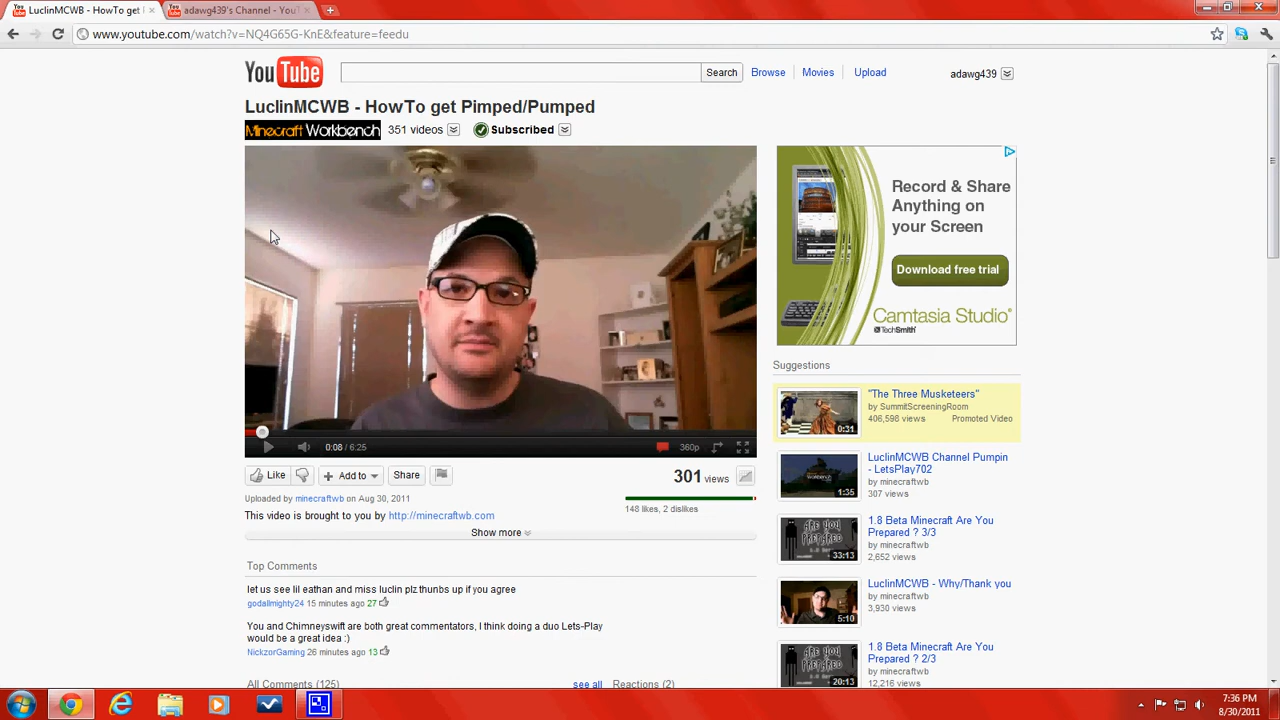 LuclinMCWB - HowTo get
adawg439's Channel - YouT
www.youtube.com/watch?v=NQ4G65G-KnE&feature=feedu
YouTube
Search
Browse
Movies
Upload
adawg439
LuclinMCWB - HowTo get Pimped/Pumped
Minecraft Workbench
351 videos
Subscribed
Record & Share
Anything on
your Screen
Download free trial
Camtasia Studio®
TechSmith®
0:08 / 6:25
360p
Like
Add to
Share
301 views
Uploaded by minecraftwb on Aug 30, 2011
148 likes, 2 dislikes
This video is brought to you by http://minecraftwb.com
Show more
Top Comments
let us see lil eathan and miss luclin plz thunbs up if you agree
godallmighty24 15 minutes ago 27
You and Chimneyswift are both great commentators, I think doing a duo Lets-Play
would be a great idea :)
NickzorGaming 26 minutes ago 13
All Comments (125)
see all
Reactions (2)
Suggestions
"The Three Musketeers"
by SummitScreeningRoom
406,598 views
Promoted Video
0:31
LuclinMCWB Channel Pumpin
- LetsPlay702
by minecraftwb
307 views
1:35
1.8 Beta Minecraft Are You
Prepared ? 3/3
by minecraftwb
2,652 views
ARE YOU
PREPARED
33:13
LuclinMCWB - Why/Thank you
by minecraftwb
3,930 views
5:10
1.8 Beta Minecraft Are You
Prepared ? 2/3
by minecraftwb
12,216 views
ARE YOU
PREPARED
20:13
7:36 PM
8/30/2011